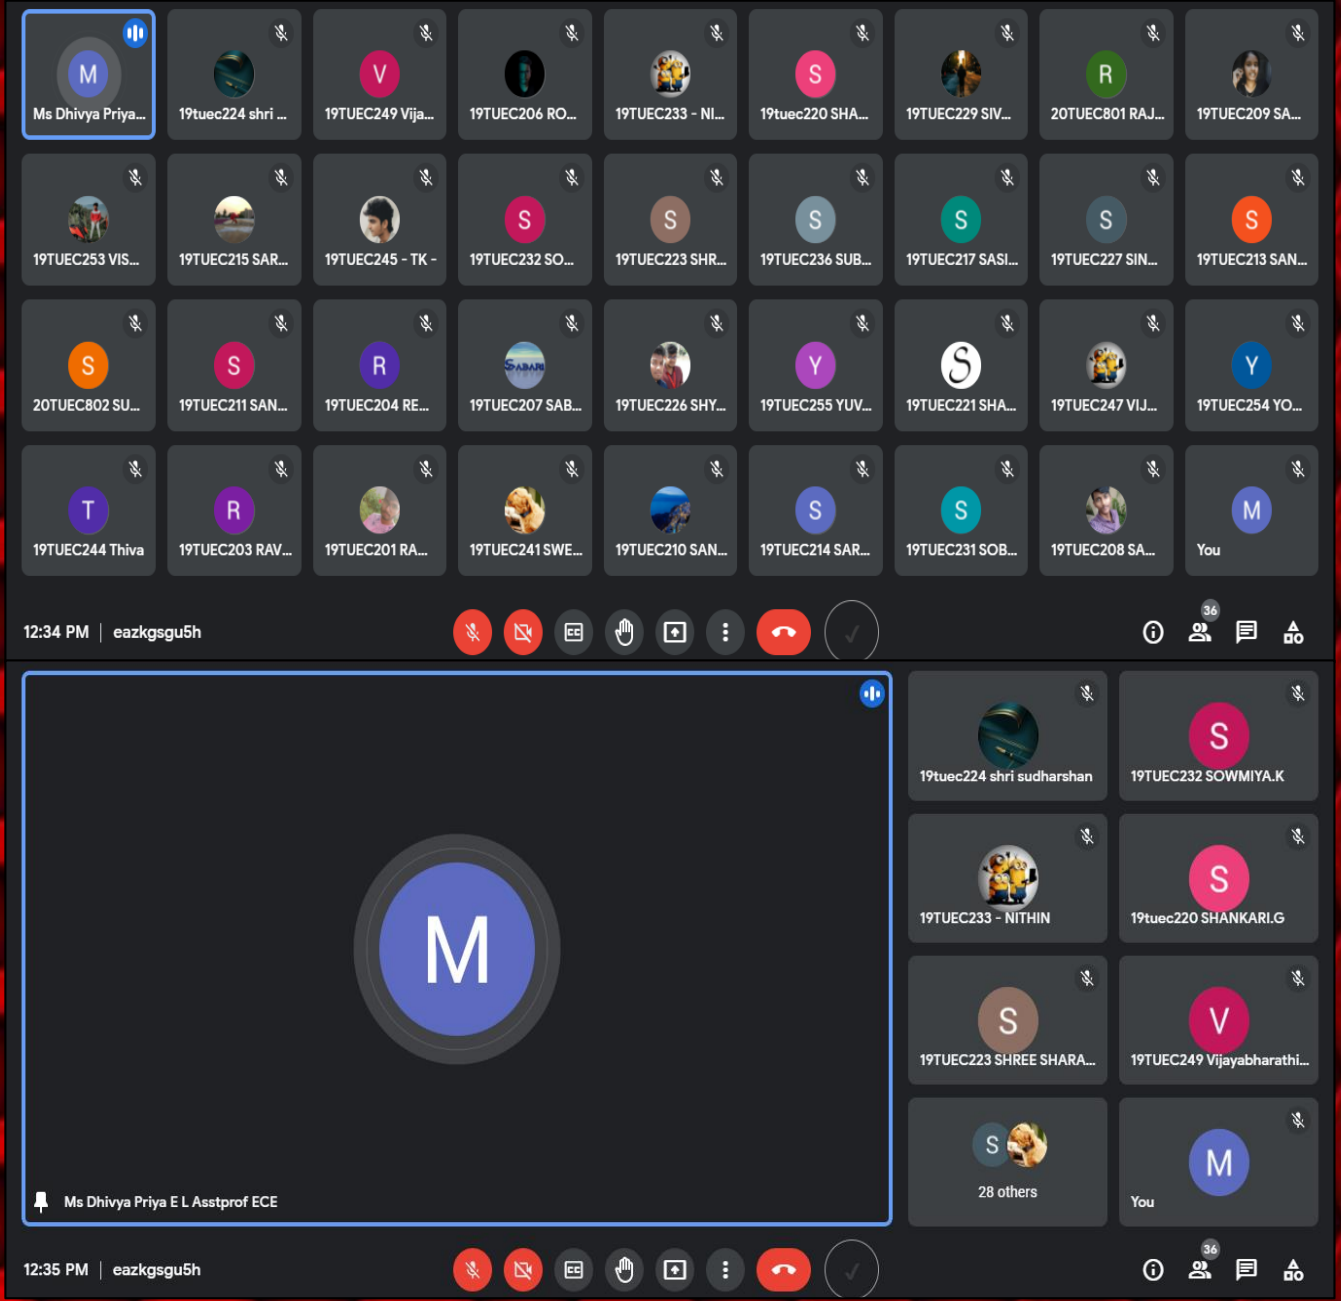 M
Ms Dhivya Priya...
19tuec224 shri ...
V
19TUEC249 Vija...
19TUEC206 RO...
19TUEC233 - NI...
S
19tuec220 SHA...
19TUEC229 SIV...
R
20TUEC801 RAJ...
19TUEC209 SA...
19TUEC253 VIS...
19TUEC215 SAR...
19TUEC245 - TK -
S
19TUEC232 SO...
S
19TUEC223 SHR...
S
19TUEC236 SUB...
S
19TUEC217 SASI...
S
19TUEC227 SIN...
S
19TUEC213 SAN...
S
20TUEC802 SU...
S
19TUEC211 SAN...
R
19TUEC204 RE...
SABARI
19TUEC207 SAB...
19TUEC226 SHY...
Y
19TUEC255 YUV...
S
19TUEC221 SHA...
19TUEC247 VIJ...
Y
19TUEC254 YO...
T
19TUEC244 Thiva
R
19TUEC203 RAV...
19TUEC201 RA...
19TUEC241 SWE...
19TUEC210 SAN...
S
19TUEC214 SAR...
S
19TUEC231 SOB...
19TUEC208 SA...
M
You
12:34 PM | eazkgsgu5h
CC
36
M
Ms Dhivya Priya E L Asstprof ECE
19tuec224 shri sudharshan
S
19TUEC232 SOWMIYA.K
19TUEC233 - NITHIN
S
19tuec220 SHANKARI.G
S
19TUEC223 SHREE SHARA...
V
19TUEC249 Vijayabharathi...
S
28 others
M
You
12:35 PM | eazkgsgu5h
CC
36